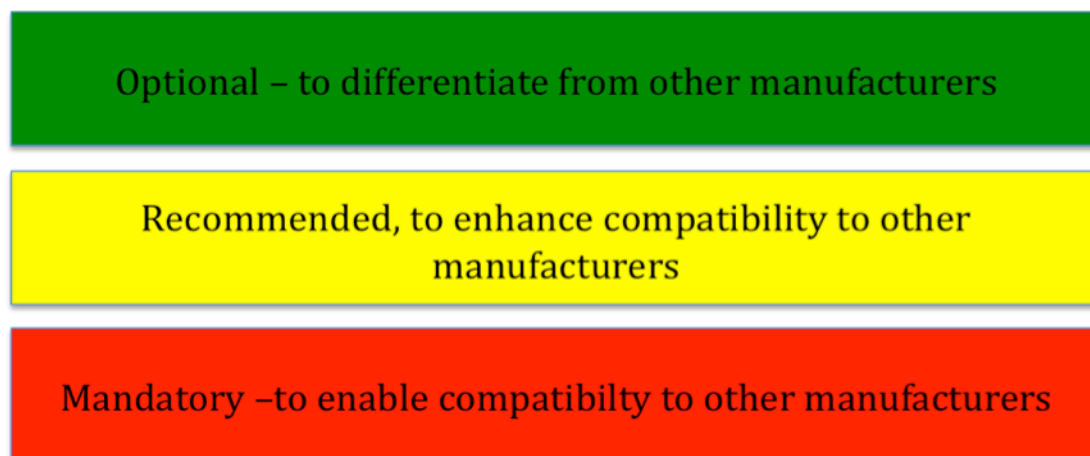 Optional – to differentiate from other manufacturers
Recommended, to enhance compatibility to other
manufacturers
Mandatory –to enable compatibilty to other manufacturers